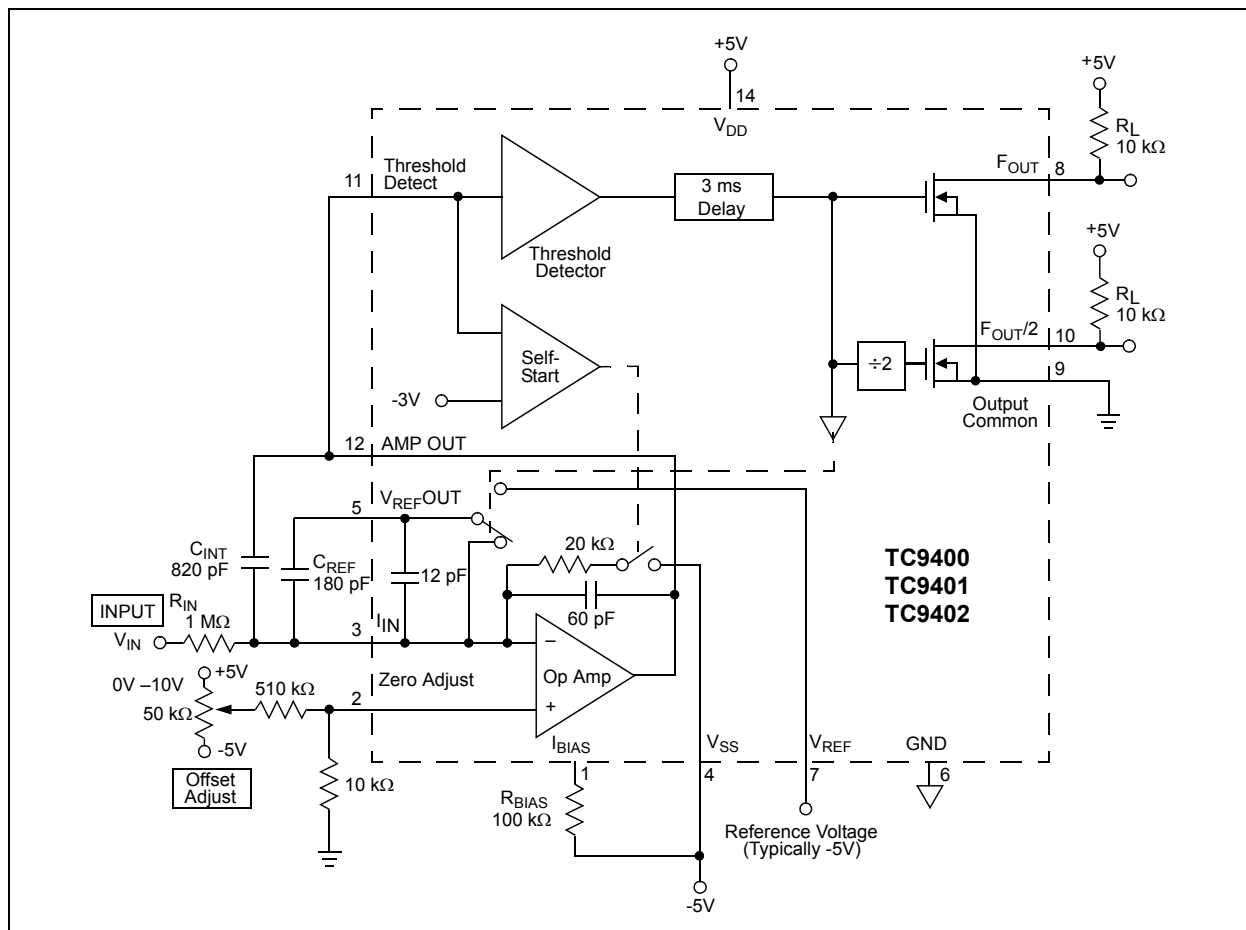 +5V
14
VDD
+5V
RL
10 kΩ
FOUT
8
11
Threshold
Detect
3 ms
Delay
Threshold
Detector
+5V
RL
10 kΩ
FOUT/2
10
÷2
9
Output
Common
Self-
Start
-3V
12
AMP OUT
VREFOUT
5
CINT
820 pF
CREF
180 pF
12 pF
20 kΩ
60 pF
TC9400
TC9401
TC9402
INPUT
RIN
1 MΩ
VIN
IIN
3
–
Op Amp
+
0V –10V
+5V
50 kΩ
-5V
510 kΩ
2
Zero Adjust
Offset
Adjust
10 kΩ
IBIAS
1
RBIAS
100 kΩ
VSS
4
VREF
7
GND
6
Reference Voltage
(Typically -5V)
-5V